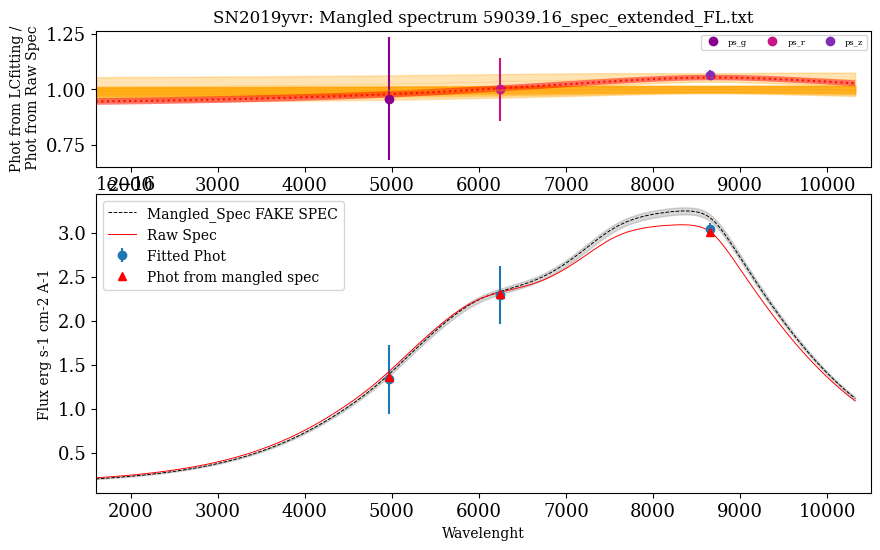 SN2019yvr: Mangled spectrum 59039.16_spec_extended_FL.txt
Phot from LCfitting /
Phot from Raw Spec
1.25
1.00
0.75
ps_g ps_r ps_z
2000 3000 4000 5000 6000 7000 8000 9000 10000
Mangled_Spec FAKE SPEC
Raw Spec
Fitted Phot
Phot from mangled spec
Flux erg s-1 cm-2 A-1
3.0
2.5
2.0
1.5
1.0
0.5
2000 3000 4000 5000 6000 7000 8000 9000 10000
Wavelenght